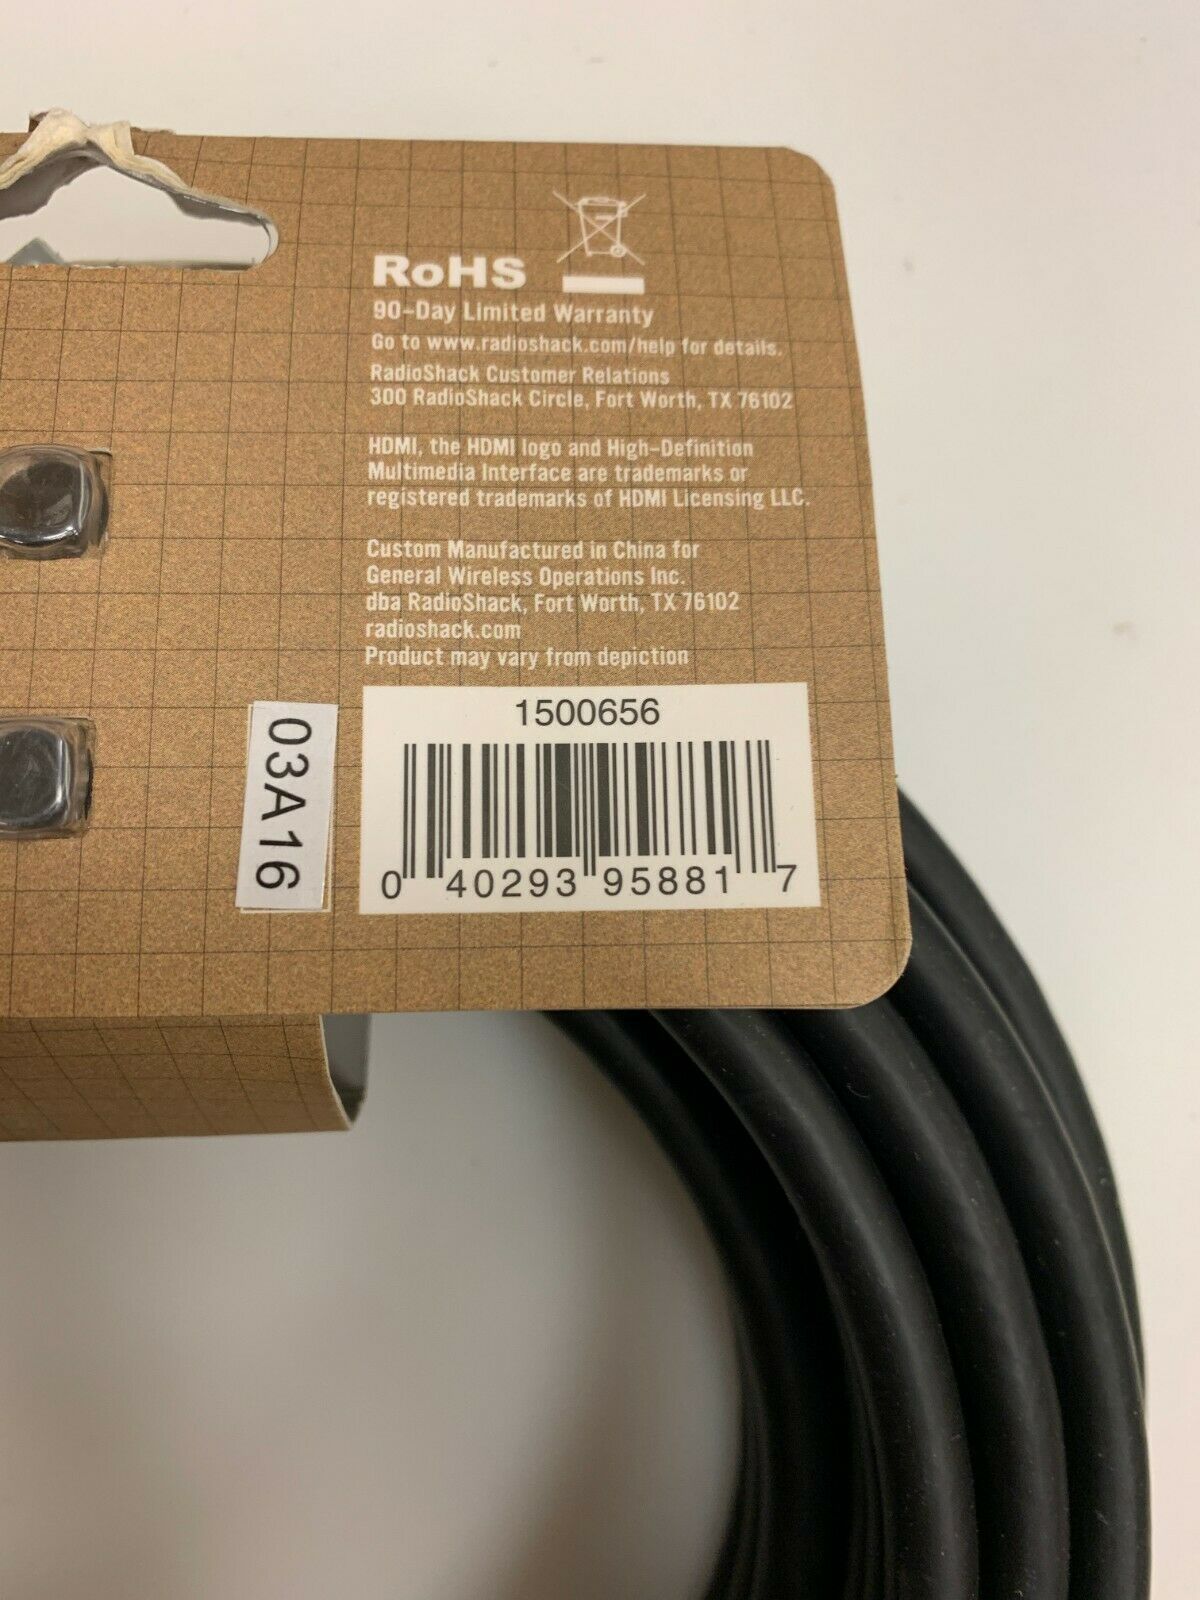 RoHS
90-Day Limited Warranty
Go to www.radioshack.com/help for details.
RadioShack Customer Relations
300 RadioShack Circle, Fort Worth, TX 76102
HDMI, the HDMI logo and High-Definition
Multimedia Interface are trademarks or
registered trademarks of HDMI Licensing LLC.
Custom Manufactured in China for
General Wireless Operations Inc.
dba RadioShack, Fort Worth, TX 76102
radioshack.com
Product may vary from depiction
03A16
1500656
0 40293 95881 7